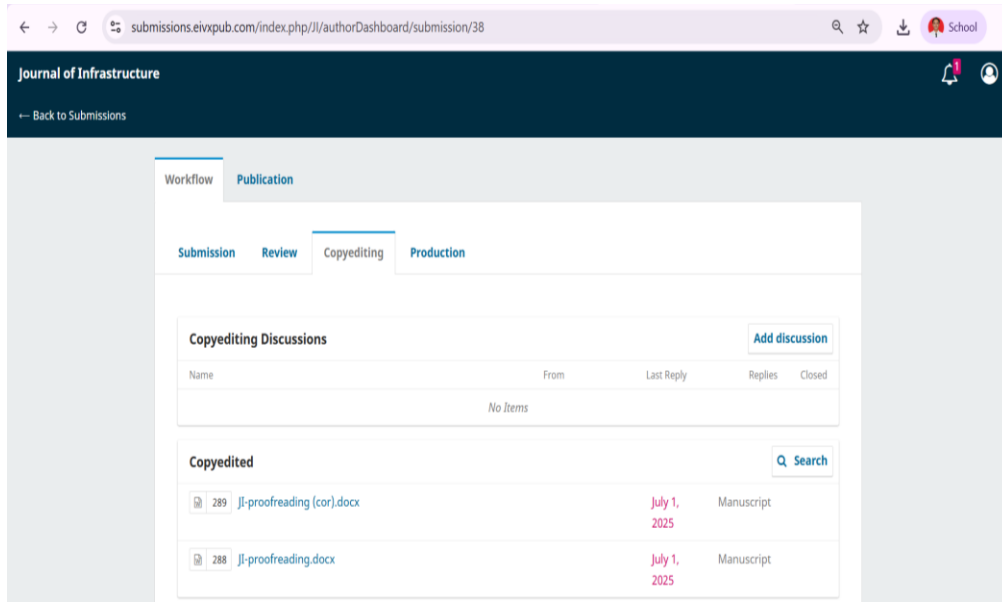 submissions.eivxpub.com/index.php/JI/authorDashboard/submission/38
School
Journal of Infrastructure
1
← Back to Submissions
Workflow Publication
Submission Review Copyediting Production
Copyediting Discussions Add discussion
Name From Last Reply Replies Closed
No Items
Copyedited Search
289 JI-proofreading (cor).docx July 1, Manuscript
2025
288 JI-proofreading.docx July 1, Manuscript
2025